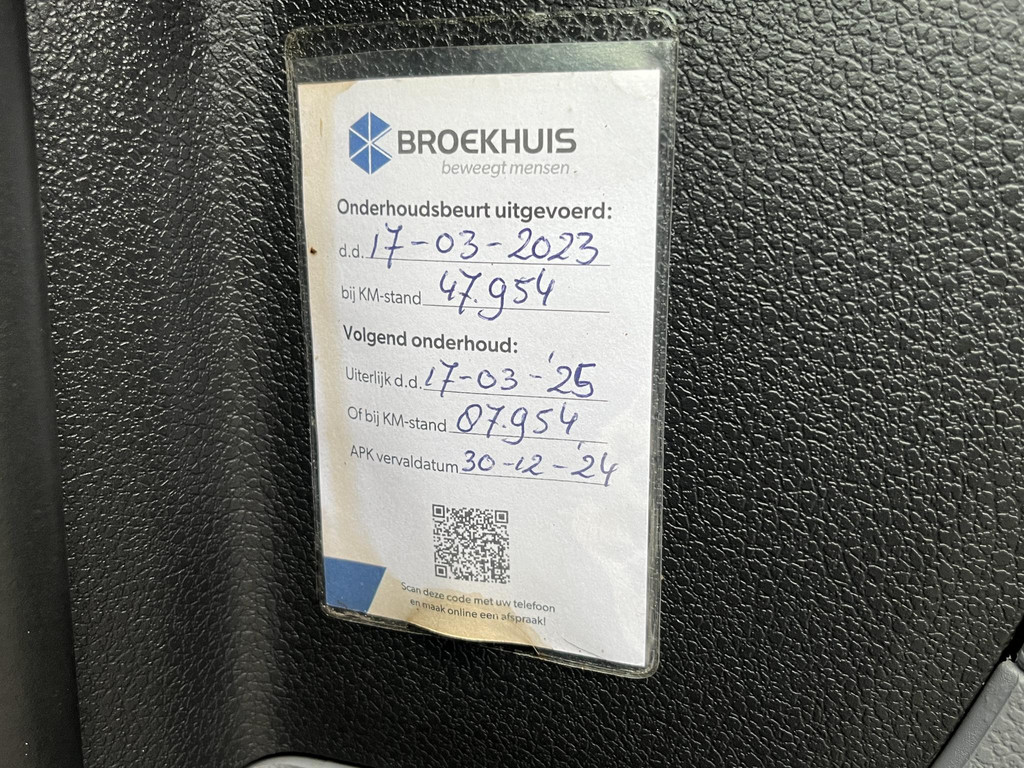 BROEKHUIS
beweegt mensen.
Onderhoudsbeurt uitgevoerd:
d.d. 17-03-2023
bij KM-stand 47.954
Volgend onderhoud:
Uiterlijk d.d. 17-03-'25
Of bij KM-stand 87.954
APK vervaldatum 30-12-'24
Scan deze code met uw telefoon
en maak online een afspraak!